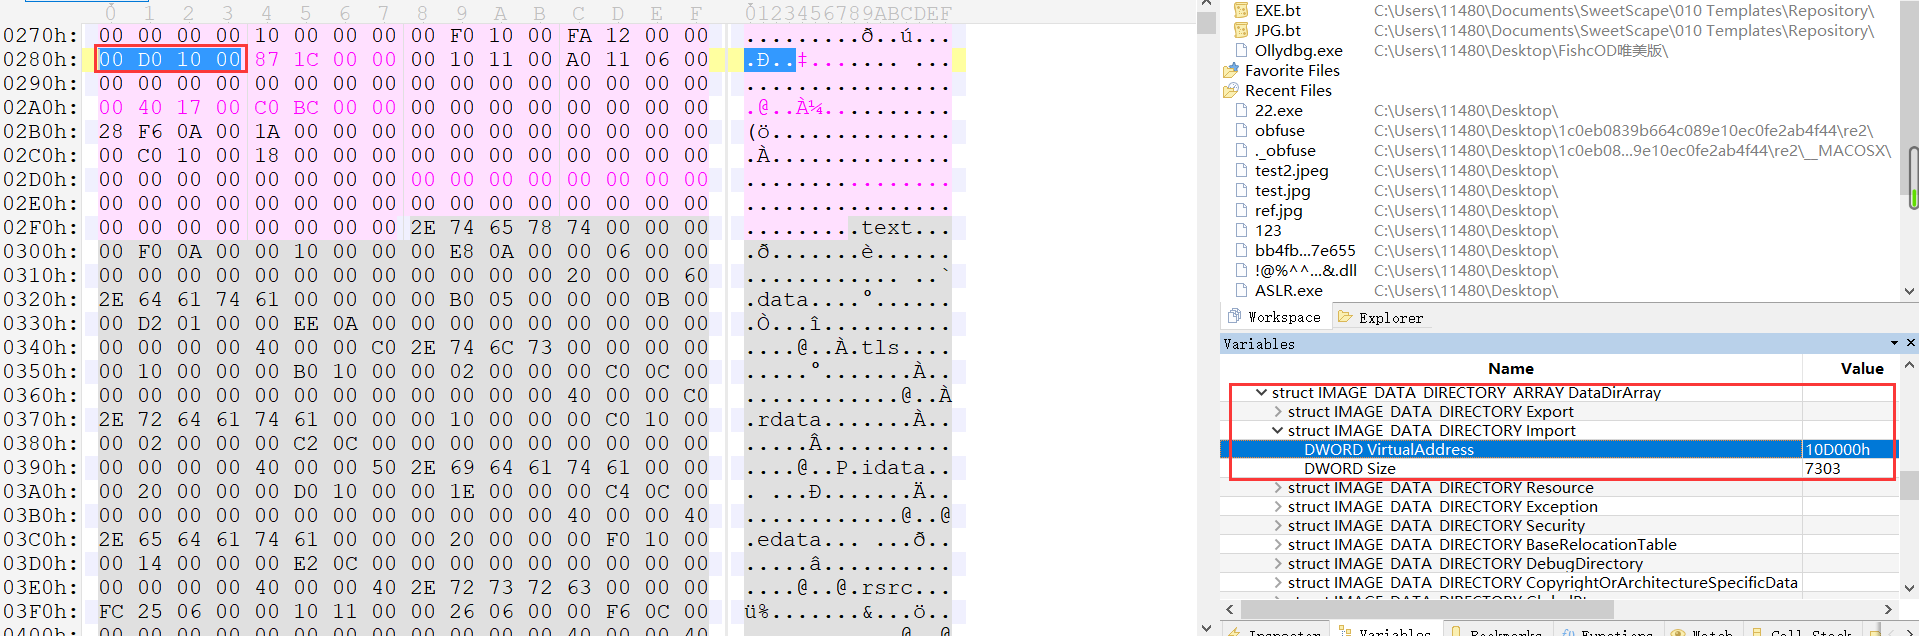 0 1 2 3 4 5 6 7 8 9 A B C D E F 0123456789ABCDEF
0270h: 00 00 00 00 10 00 00 00 00 F0 10 00 FA 12 00 00 .........ð..ú...
0280h: 00 D0 10 00 87 1C 00 00 00 10 11 00 A0 11 06 00 .Ð..‡....... ...
0290h: 00 00 00 00 00 00 00 00 00 00 00 00 00 00 00 00 ................
02A0h: 00 40 17 00 C0 BC 00 00 00 00 00 00 00 00 00 00 .@..À¼..........
02B0h: 28 F6 0A 00 1A 00 00 00 00 00 00 00 00 00 00 00 (ö..............
02C0h: 00 C0 10 00 18 00 00 00 00 00 00 00 00 00 00 00 .À..............
02D0h: 00 00 00 00 00 00 00 00 00 00 00 00 00 00 00 00 ................
02E0h: 00 00 00 00 00 00 00 00 00 00 00 00 00 00 00 00 ................
02F0h: 00 00 00 00 00 00 00 00 2E 74 65 78 74 00 00 00 .........text...
0300h: 00 F0 0A 00 00 10 00 00 00 E8 0A 00 00 06 00 00 .ð.......è......
0310h: 00 00 00 00 00 00 00 00 00 00 00 00 20 00 00 60 ............ ..`
0320h: 2E 64 61 74 61 00 00 00 00 B0 05 00 00 00 0B 00 .data....°......
0330h: 00 D2 01 00 00 EE 0A 00 00 00 00 00 00 00 00 00 .Ò...î..........
0340h: 00 00 00 00 40 00 00 C0 2E 74 6C 73 00 00 00 00 ....@..À.tls....
0350h: 00 10 00 00 00 B0 10 00 00 02 00 00 00 C0 0C 00 .....°.......À..
0360h: 00 00 00 00 00 00 00 00 00 00 00 00 40 00 00 C0 ............@..À
0370h: 2E 72 64 61 74 61 00 00 00 10 00 00 00 C0 10 00 .rdata.......À..
0380h: 00 02 00 00 00 C2 0C 00 00 00 00 00 00 00 00 00 .....Â..........
0390h: 00 00 00 00 40 00 00 50 2E 69 64 61 74 61 00 00 ....@..P.idata..
03A0h: 00 20 00 00 00 D0 10 00 00 1E 00 00 00 C4 0C 00 . ...Ð.......Ä..
03B0h: 00 00 00 00 00 00 00 00 00 00 00 00 40 00 00 40 ............@..@
03C0h: 2E 65 64 61 74 61 00 00 00 20 00 00 00 F0 10 00 .edata... ...ð..
03D0h: 00 14 00 00 00 E2 0C 00 00 00 00 00 00 00 00 00 .....â..........
03E0h: 00 00 00 00 40 00 00 40 2E 72 73 72 63 00 00 00 ....@..@.rsrc...
03F0h: FC 25 06 00 00 10 11 00 00 26 06 00 00 F6 0C 00 ü%.......&...ö..
0400h: 00 00 00 00 00 00 00 00 00 00 00 00 40 00 00 40 ............@..@
EXE.bt C:\Users\11480\Documents\SweetScape\010 Templates\Repository\
JPG.bt C:\Users\11480\Documents\SweetScape\010 Templates\Repository\
Ollydbg.exe C:\Users\11480\Desktop\FishcOD唯美版\
Favorite Files
Recent Files
22.exe C:\Users\11480\Desktop\
obfuse C:\Users\11480\Desktop\1c0eb0839b664c089e10ec0fe2ab4f44\re2\
._obfuse C:\Users\11480\Desktop\1c0eb08...9e10ec0fe2ab4f44\re2\__MACOSX\
test2.jpeg C:\Users\11480\Desktop\
test.jpg C:\Users\11480\Desktop\
ref.jpg C:\Users\11480\Desktop\
123 C:\Users\11480\Desktop\
bb4fb...7e655 C:\Users\11480\Desktop\
!@%^^...&.dll C:\Users\11480\Desktop\
ASLR.exe C:\Users\11480\Desktop\
Workspace Explorer
Variables
Name Value
struct IMAGE_DATA_DIRECTORY_ARRAY DataDirArray
struct IMAGE_DATA_DIRECTORY Export
struct IMAGE_DATA_DIRECTORY Import
DWORD VirtualAddress 10D000h
DWORD Size 7303
struct IMAGE_DATA_DIRECTORY Resource
struct IMAGE_DATA_DIRECTORY Exception
struct IMAGE_DATA_DIRECTORY Security
struct IMAGE_DATA_DIRECTORY BaseRelocationTable
struct IMAGE_DATA_DIRECTORY DebugDirectory
struct IMAGE_DATA_DIRECTORY CopyrightOrArchitectureSpecificData
Inspector Variables Bookmarks Functions Watch Call Stack